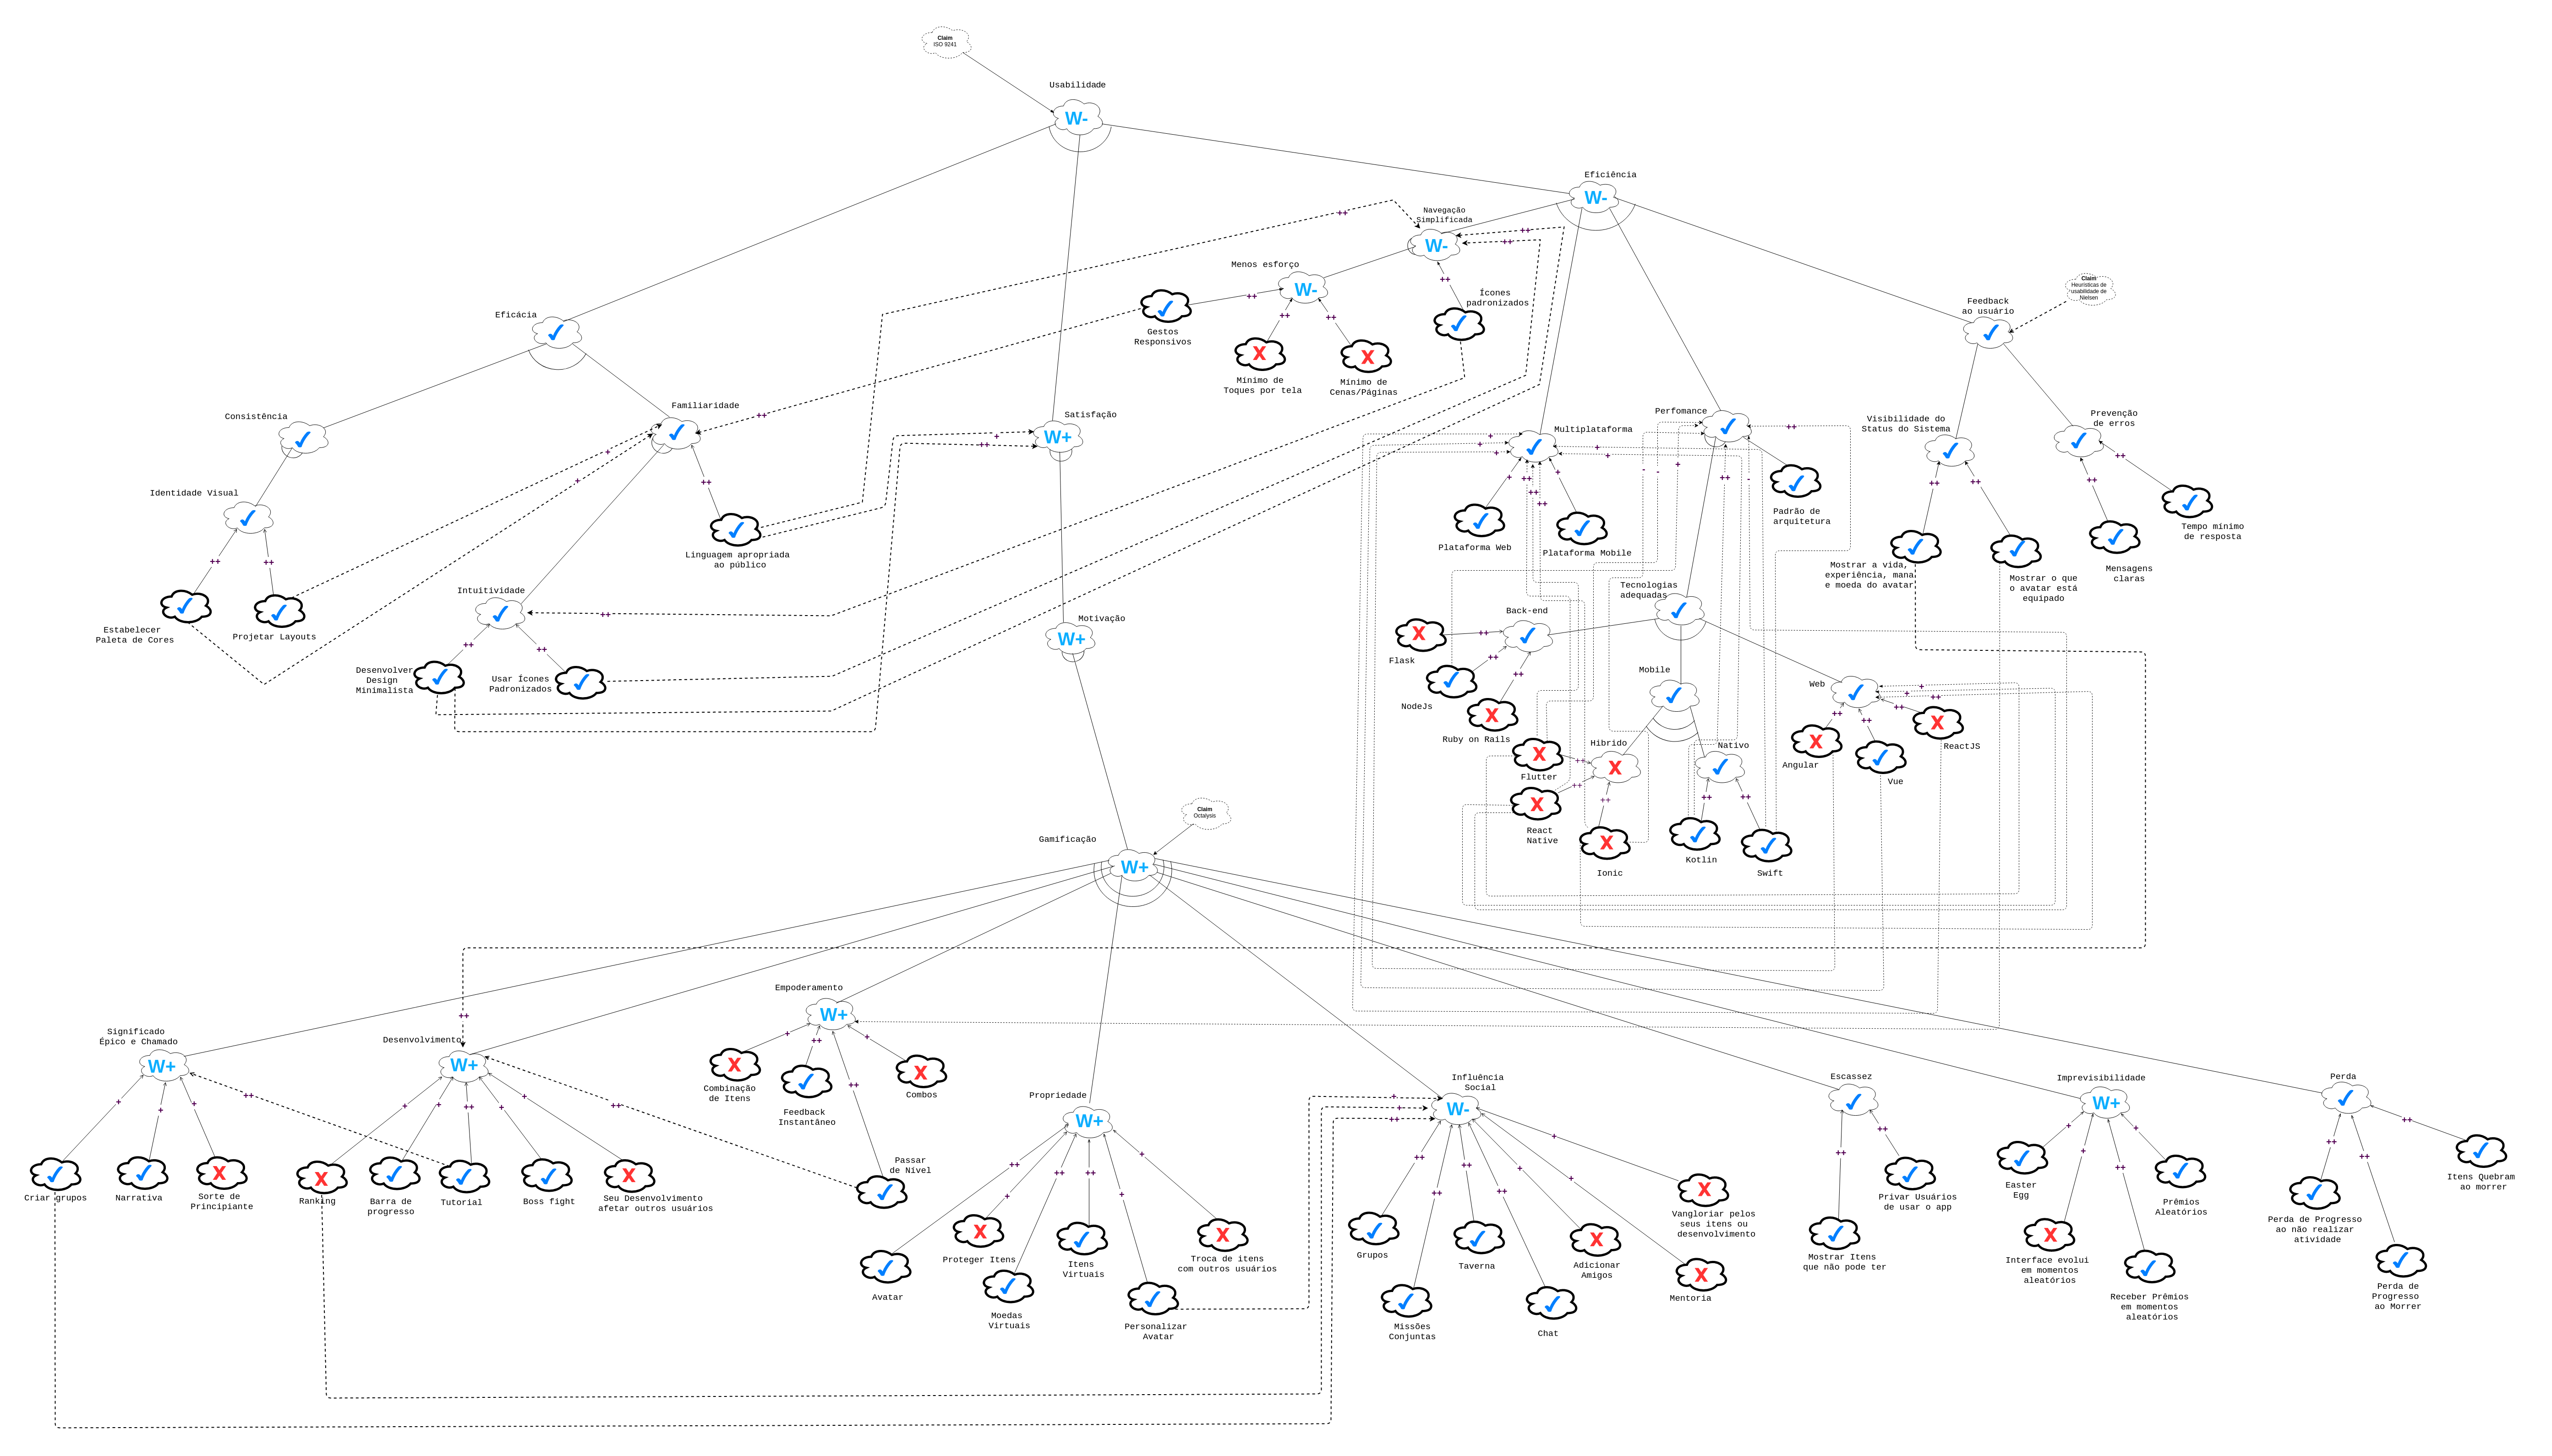 Claim
ISO 9241
Usabilidade
Eficiência
Navegação
Simplificada
Menos esforço
Ícones
padronizados
Gestos
Responsivos
Mínimo de
Toques por tela
Mínimo de
Cenas/Páginas
Claim
Heurísticas de
usabilidade de
Nielsen
Feedback
ao usuário
Eficácia
Consistência
Familiaridade
Satisfação
Multiplataforma
Perfomance
Visibilidade do
Status do Sistema
Prevenção
de erros
Identidade Visual
Linguagem apropriada
ao público
Plataforma Web
Plataforma Mobile
Padrão de
arquitetura
Mostrar a vida,
experiência, mana
e moeda do avatar
Mostrar o que
o avatar está
equipado
Mensagens
claras
Tempo mínimo
de resposta
Estabelecer
Paleta de Cores
Projetar Layouts
Intuitividade
Desenvolver
Design
Minimalista
Usar Ícones
Padronizados
Motivação
Tecnologias
adequadas
Back-end
Flask
NodeJs
Ruby on Rails
Mobile
Web
Angular
Vue
ReactJS
Hibrido
Nativo
Flutter
React
Native
Ionic
Kotlin
Swift
Claim
Octalysis
Gamificação
Significado
Épico e Chamado
Desenvolvimento
Empoderamento
Propriedade
Influência
Social
Escassez
Imprevisibilidade
Perda
Criar grupos
Narrativa
Sorte de
Principiante
Ranking
Barra de
progresso
Tutorial
Boss fight
Seu Desenvolvimento
afetar outros usuários
Combinação
de Itens
Feedback
Instantâneo
Combos
Passar
de Nível
Avatar
Proteger Itens
Moedas
Virtuais
Itens
Virtuais
Personalizar
Avatar
Troca de itens
com outros usuários
Grupos
Missões
Conjuntas
Taverna
Chat
Adicionar
Amigos
Mentoria
Vangloriar pelos
seus itens ou
desenvolvimento
Mostrar Itens
que não pode ter
Privar Usuários
de usar o app
Easter
Egg
Interface evolui
em momentos
aleatórios
Receber Prêmios
em momentos
aleatórios
Prêmios
Aleatórios
Perda de Progresso
ao não realizar
atividade
Perda de
Progresso
ao Morrer
Itens Quebram
ao morrer